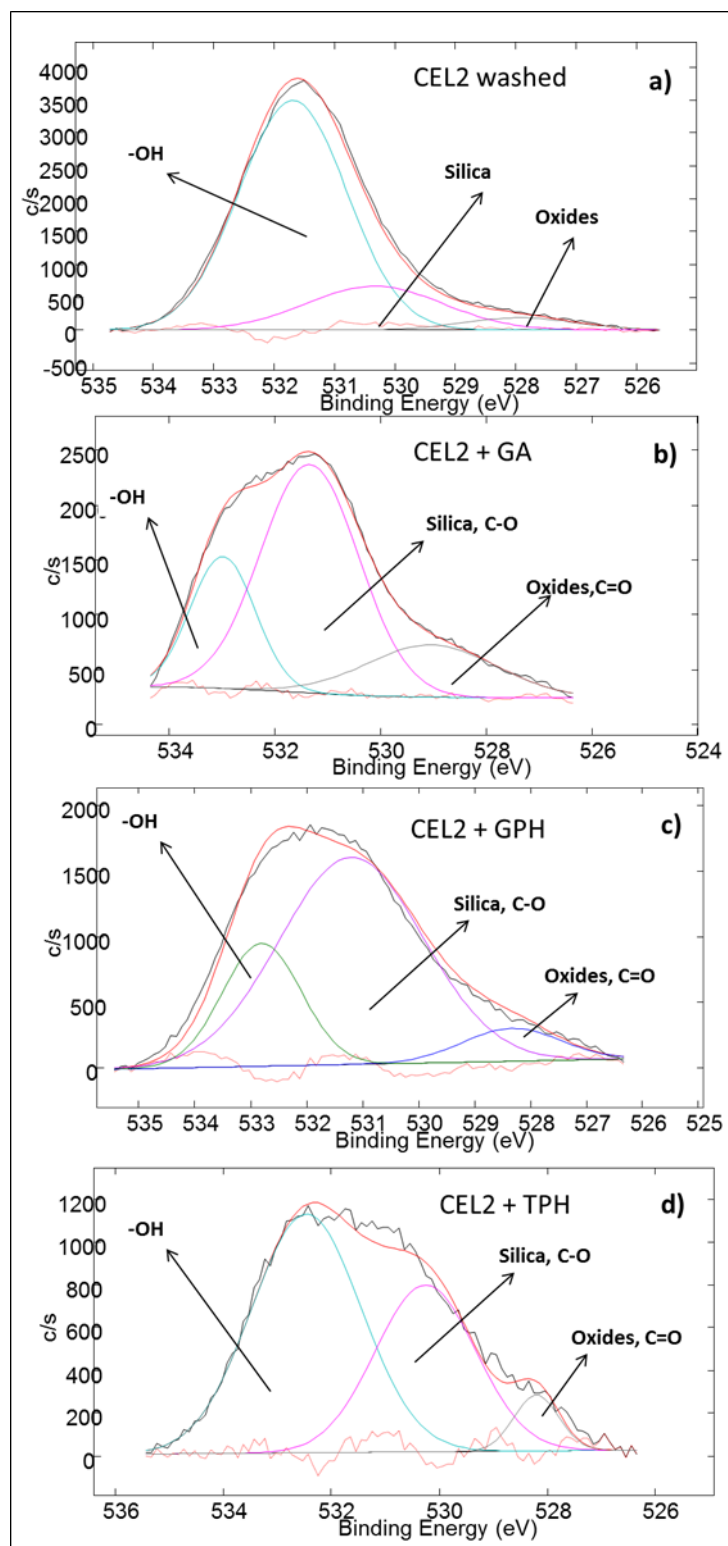 CEL2 washed
a)
4000
3500
3000
2500
2000
1500
1000
500
0
-500
c/s
-OH
Silica
Oxides
535 534 533 532 531 530 529 528 527 526
Binding Energy (eV)
CEL2 + GA
b)
2500
200
1500
1000
500
0
c/s
-OH
Silica, C-O
Oxides,C=O
534 532 530 528 526 524
Binding Energy (eV)
CEL2 + GPH
c)
2000
1500
1000
500
0
c/s
-OH
Silica, C-O
Oxides, C=O
535 534 533 532 531 530 529 528 527 526 525
Binding Energy (eV)
CEL2 + TPH
d)
1200
1000
800
600
400
200
0
c/s
-OH
Silica, C-O
Oxides, C=O
536 534 532 530 528 526
Binding Energy (eV)